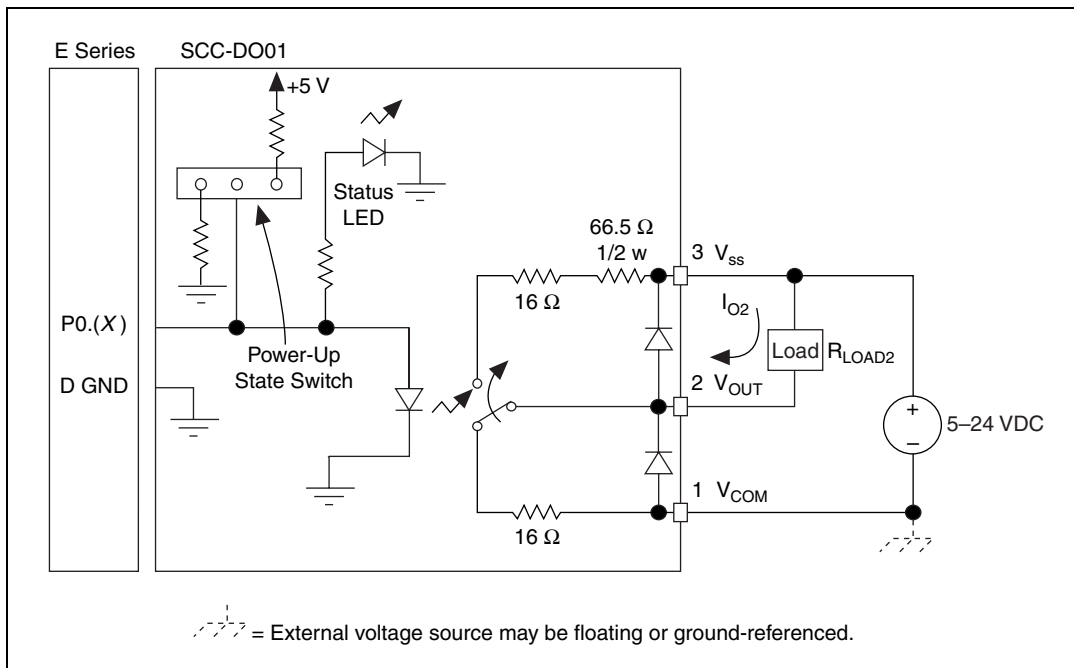 E Series
SCC-DO01
+5 V
Status
LED
66.5 Ω
1/2 w
3 Vss
16 Ω
IO2
Load
RLOAD2
P0.(X)
Power-Up
State Switch
D GND
2 VOUT
+
–
5–24 VDC
1 VCOM
16 Ω
= External voltage source may be floating or ground-referenced.